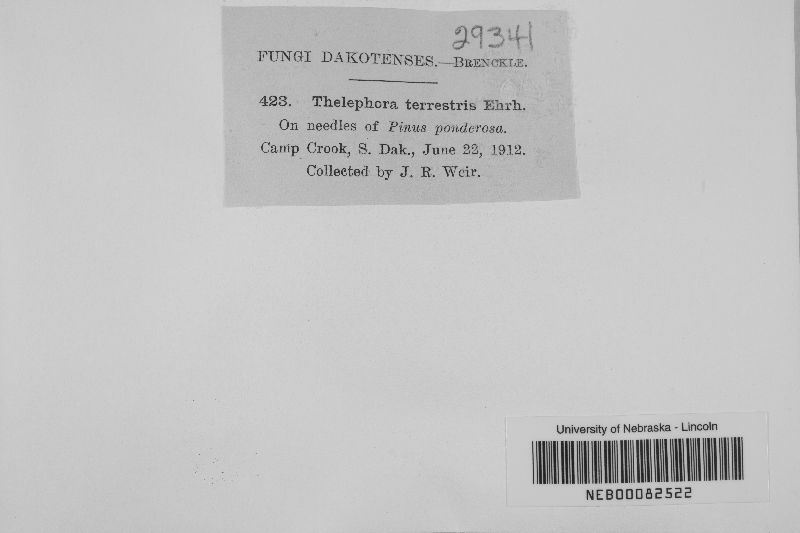 29341
FUNGI DAKOTENSES.—BRENCKLE.
423. Thelephora terrestris Ehrh.
On needles of Pinus ponderosa.
Camp Crook, S. Dak., June 22, 1912.
Collected by J. R. Weir.
University of Nebraska - Lincoln
NEB00082522